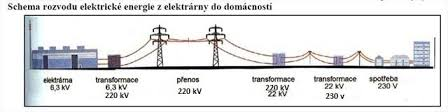 Schema rozvodu elektrické energie z elektrárny do domácností
elektrárna transformace přenos transformace transformace spotřeba
6,3 kV 6,3 kV 220 kV 220 kV 22 kV 230 V
220 kV 22 kV 230 v